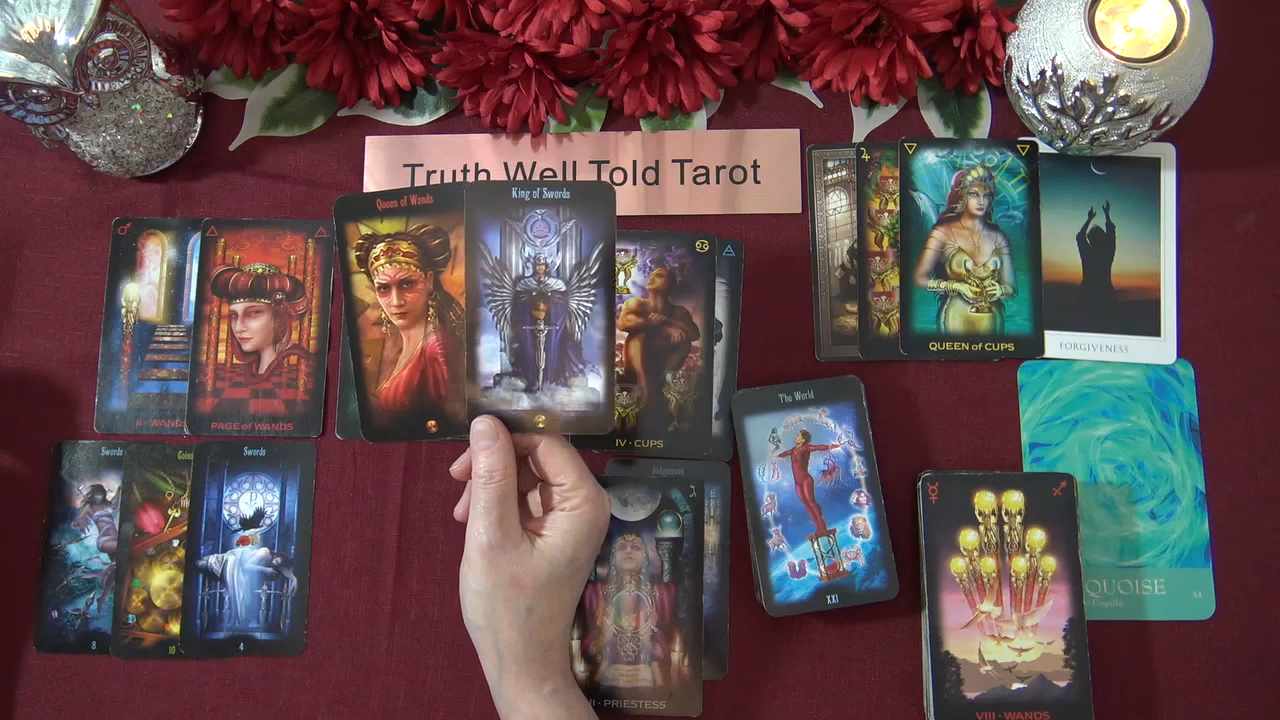 Truth Well Told Tarot
Queen of Wands
King of Swords
QUEEN of CUPS
FORGIVENESS
II • WANDS
PAGE of WANDS
IV • CUPS
Swords
Coins
Swords
8
10
4
Judgement
The World
XXI
PRIESTESS
QUOISE
Empathy
VIII • WANDS